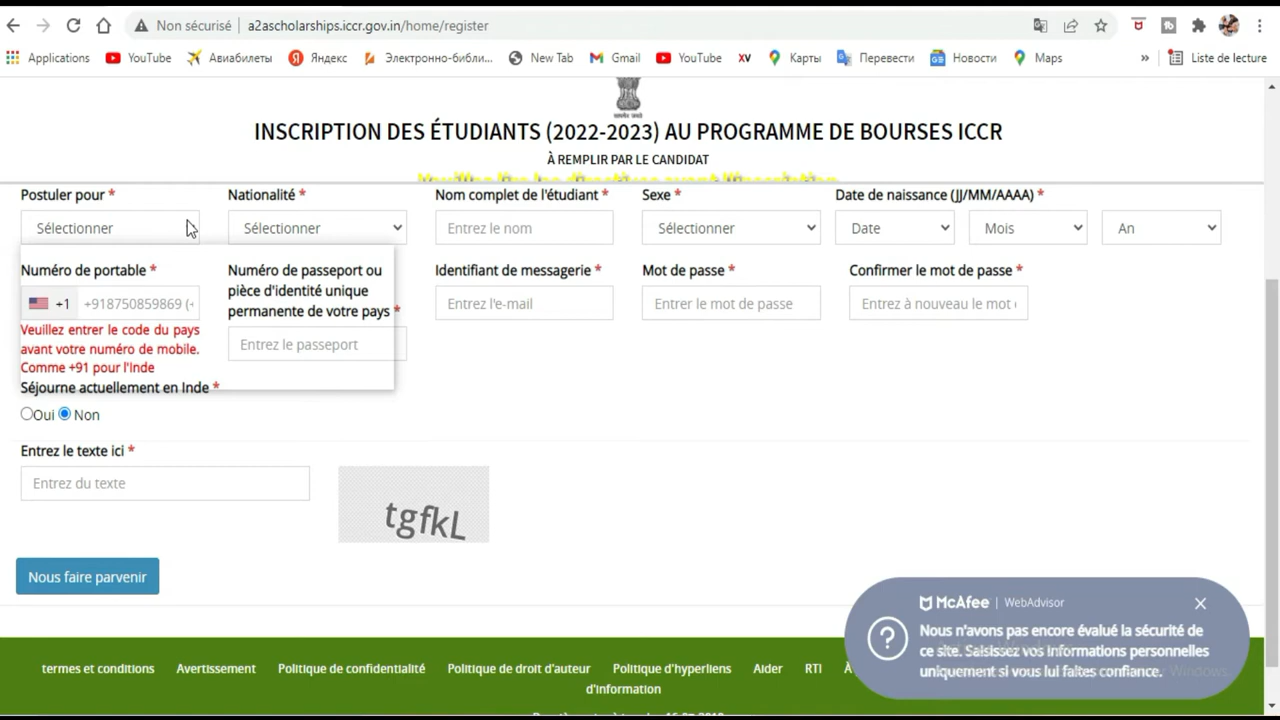 Non sécurisé | a2ascholarships.iccr.gov.in/home/register
Applications YouTube Авиабилеты Яндекс Электронно-библи... New Tab Gmail YouTube XV Карты Перевести Новости Maps » Liste de lecture
INSCRIPTION DES ÉTUDIANTS (2022-2023) AU PROGRAMME DE BOURSES ICCR
À REMPLIR PAR LE CANDIDAT
Postuler pour * Nationalité * Nom complet de l'étudiant * Sexe * Date de naissance (JJ/MM/AAAA) *
Sélectionner Sélectionner Entrez le nom Sélectionner Date Mois An
Numéro de portable * Numéro de passeport ou Identifiant de messagerie * Mot de passe * Confirmer le mot de passe *
pièce d'identité unique
permanente de votre pays *
+1 +918750859869 (+ Entrez l'e-mail Entrer le mot de passe Entrez à nouveau le mot
Veuillez entrer le code du pays
avant votre numéro de mobile.
Comme +91 pour l'Inde
Entrez le passeport
Séjourne actuellement en Inde *
Oui Non
Entrez le texte ici *
Entrez du texte
tgfkL
Nous faire parvenir
McAfee | WebAdvisor
Nous n'avons pas encore évalué la sécurité de
ce site. Saisissez vos informations personnelles
uniquement si vous lui faites confiance.
termes et conditions Avertissement Politique de confidentialité Politique de droit d'auteur Politique d'hyperliens Aider RTI À
d'information